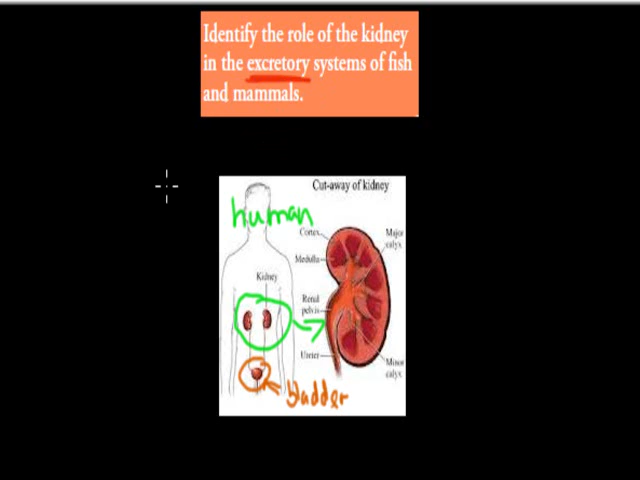 Identify the role of the kidney
in the excretory systems of fish
and mammals.
Cut-away of kidney
human
Cortex
Major
calyx
Medulla
Kidney
Renal
pelvis
Ureter
Minor
calyx
bladder